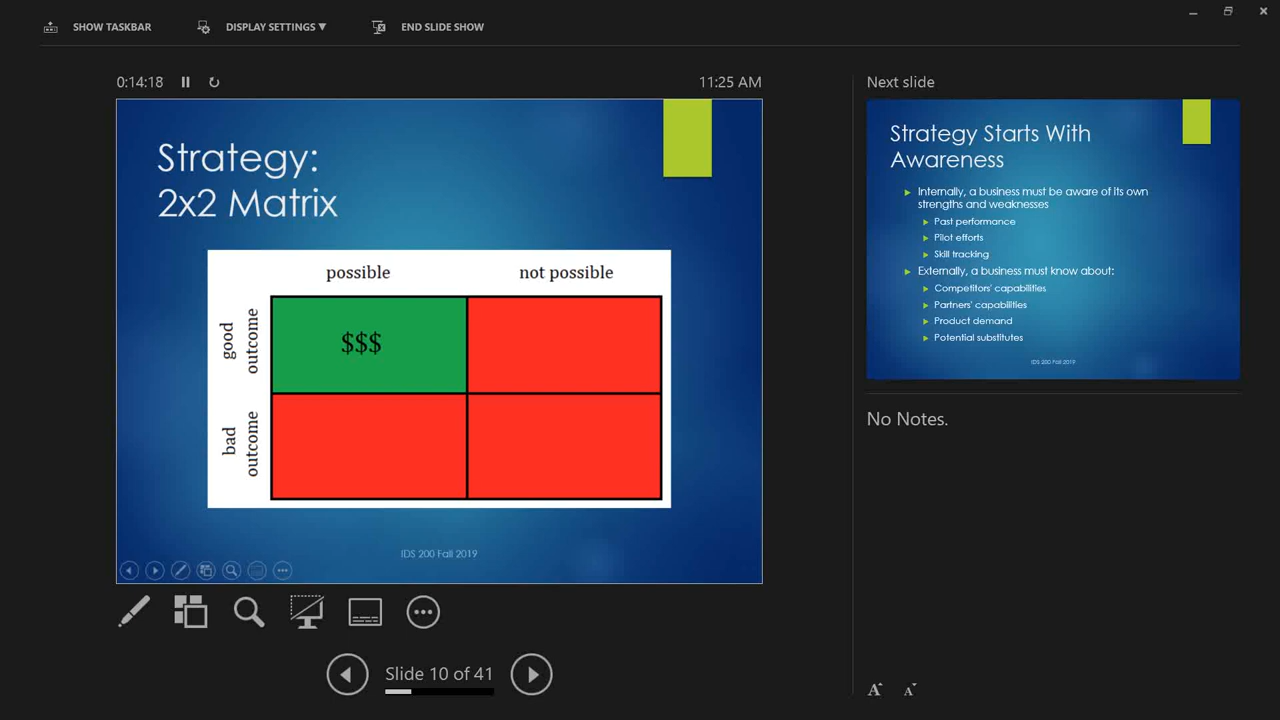 SHOW TASKBAR
DISPLAY SETTINGS ▼
END SLIDE SHOW
0:14:18
11:25 AM
Strategy:
2x2 Matrix
possible
not possible
good
outcome
$$$
bad
outcome
IDS 200 Fall 2019
Slide 10 of 41
Next slide
Strategy Starts With
Awareness
Internally, a business must be aware of its own
strengths and weaknesses
Past performance
Pilot efforts
Skill tracking
Externally, a business must know about:
Competitors' capabilities
Partners' capabilities
Product demand
Potential substitutes
IDS 200 Fall 2019
No Notes.
A A